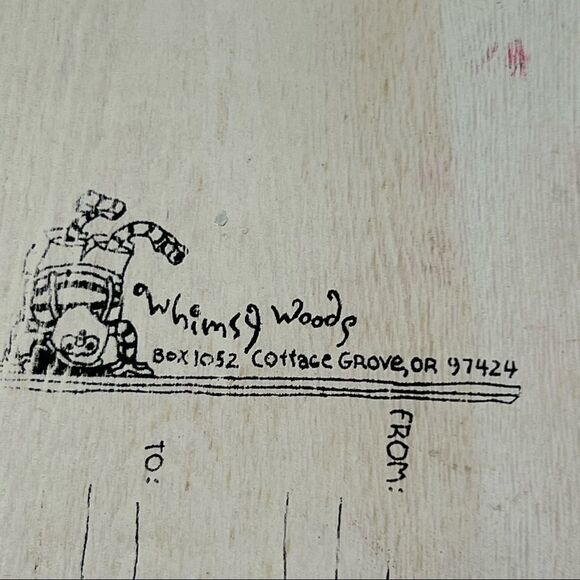 Whimsy Woods
BOX 1052 Cottage Grove, OR 97424
FROM:
TO: